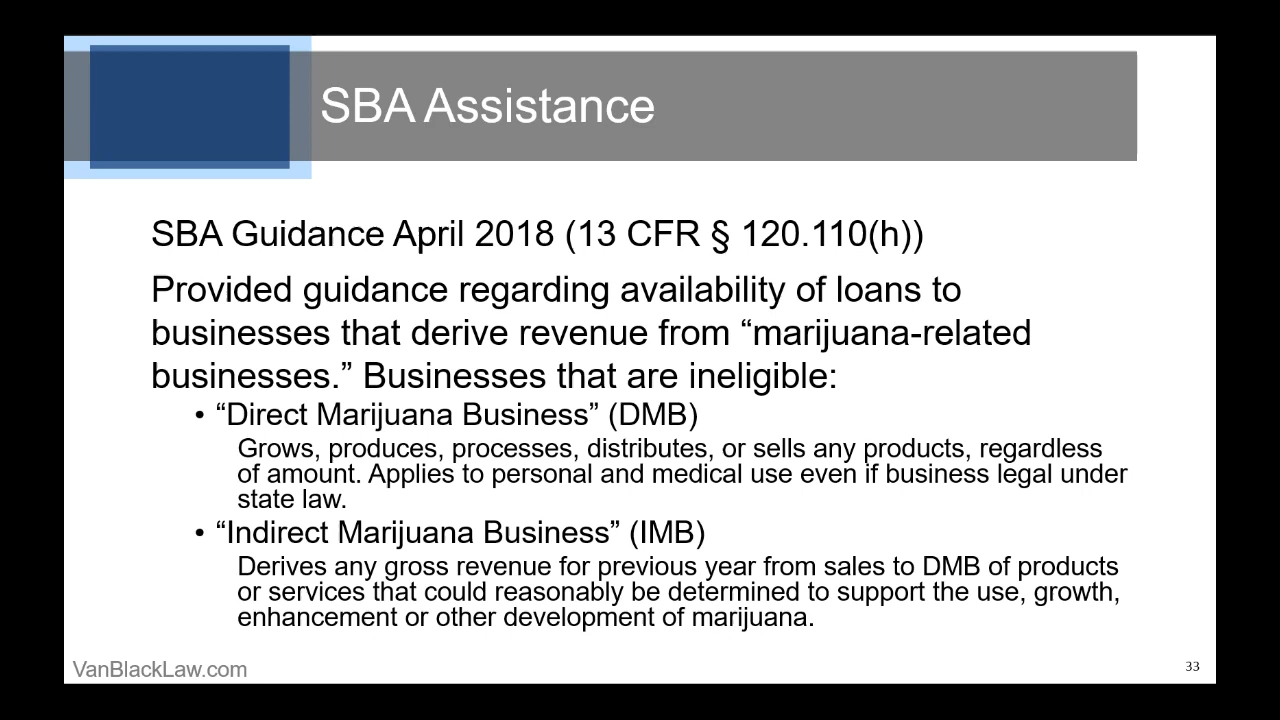 SBA Assistance
SBA Guidance April 2018 (13 CFR § 120.110(h))
Provided guidance regarding availability of loans to
businesses that derive revenue from “marijuana-related
businesses.” Businesses that are ineligible:
• “Direct Marijuana Business” (DMB)
Grows, produces, processes, distributes, or sells any products, regardless
of amount. Applies to personal and medical use even if business legal under
state law.
• “Indirect Marijuana Business” (IMB)
Derives any gross revenue for previous year from sales to DMB of products
or services that could reasonably be determined to support the use, growth,
enhancement or other development of marijuana.
VanBlackLaw.com
33